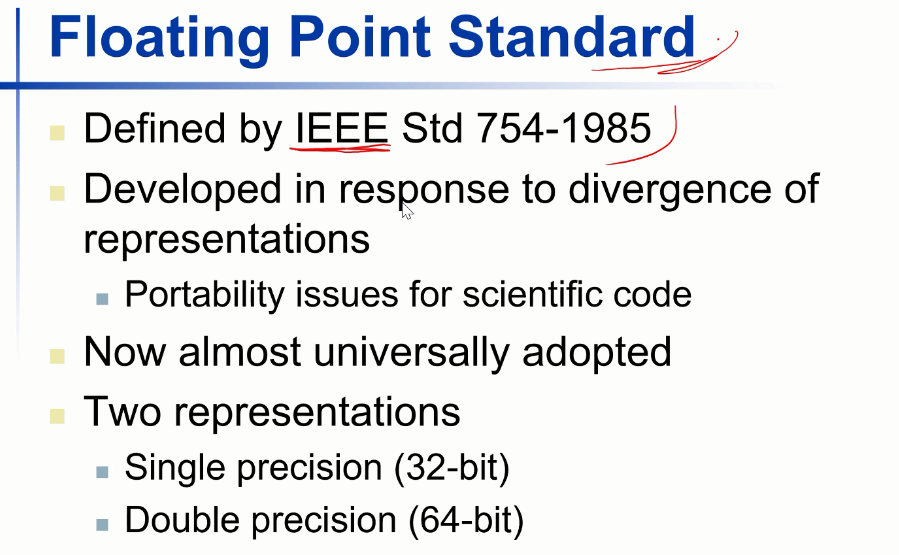 Floating Point Standard
Defined by IEEE Std 754-1985
Developed in response to divergence of
representations
Portability issues for scientific code
Now almost universally adopted
Two representations
Single precision (32-bit)
Double precision (64-bit)